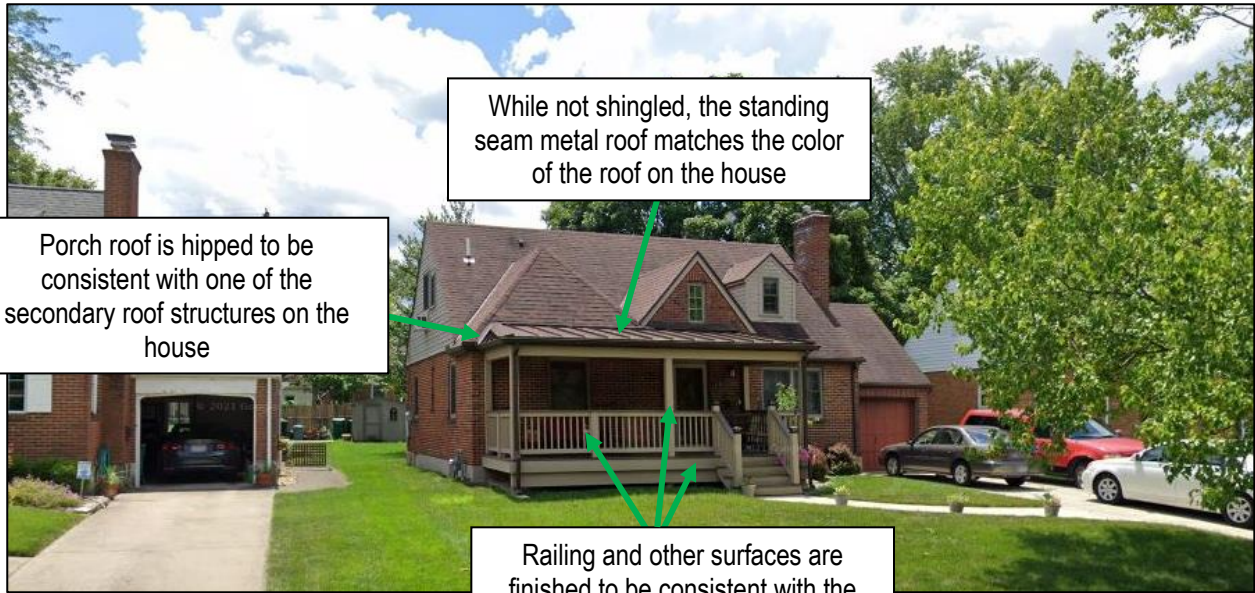 While not shingled, the standing
seam metal roof matches the color
of the roof on the house
Porch roof is hipped to be
consistent with one of the
secondary roof structures on the
house
© 2021 Goo
Railing and other surfaces are
finished to be consistent with the